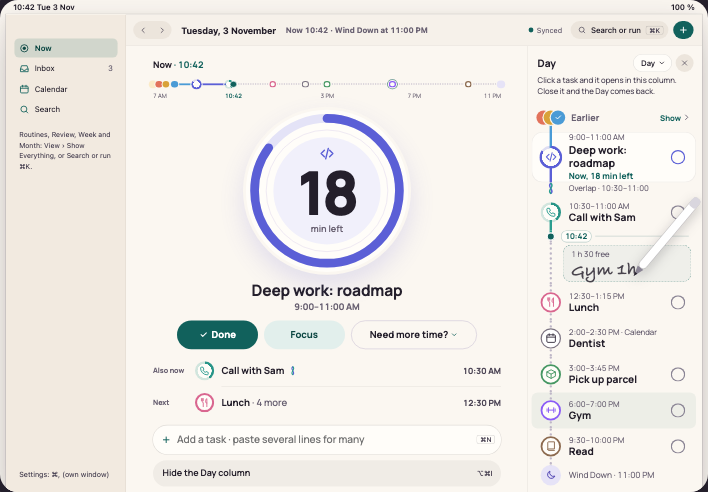 10:42 Tue 3 Nov
100 %
Now
Inbox 3
Calendar
Search
Routines, Review, Week and
Month: View › Show
Everything, or Search or run
⌘K.
Settings: ⌘, (own window)
Tuesday, 3 November
Now 10:42 · Wind Down at 11:00 PM
Synced
Search or run ⌘K
Now · 10:42
7 AM
10:42
3 PM
7 PM
11 PM
18
min left
Deep work: roadmap
9:00–11:00 AM
✓ Done
Focus
Need more time?
Also now
Call with Sam
10:30 AM
Next
Lunch · 4 more
12:30 PM
+ Add a task · paste several lines for many
⌘N
Hide the Day column
⌥⌘I
Day
Day
Click a task and it opens in this column.
Close it and the Day comes back.
Earlier
Show
9:00–11:00 AM
Deep work:
roadmap
Now, 18 min left
Overlap · 10:30–11:00
10:30–11:00 AM
Call with Sam
10:42
1 h 30 free
Gym 1h
12:30–1:15 PM
Lunch
2:00–2:30 PM · Calendar
Dentist
3:00–3:45 PM
Pick up parcel
6:00–7:00 PM
Gym
9:30–10:00 PM
Read
Wind Down · 11:00 PM